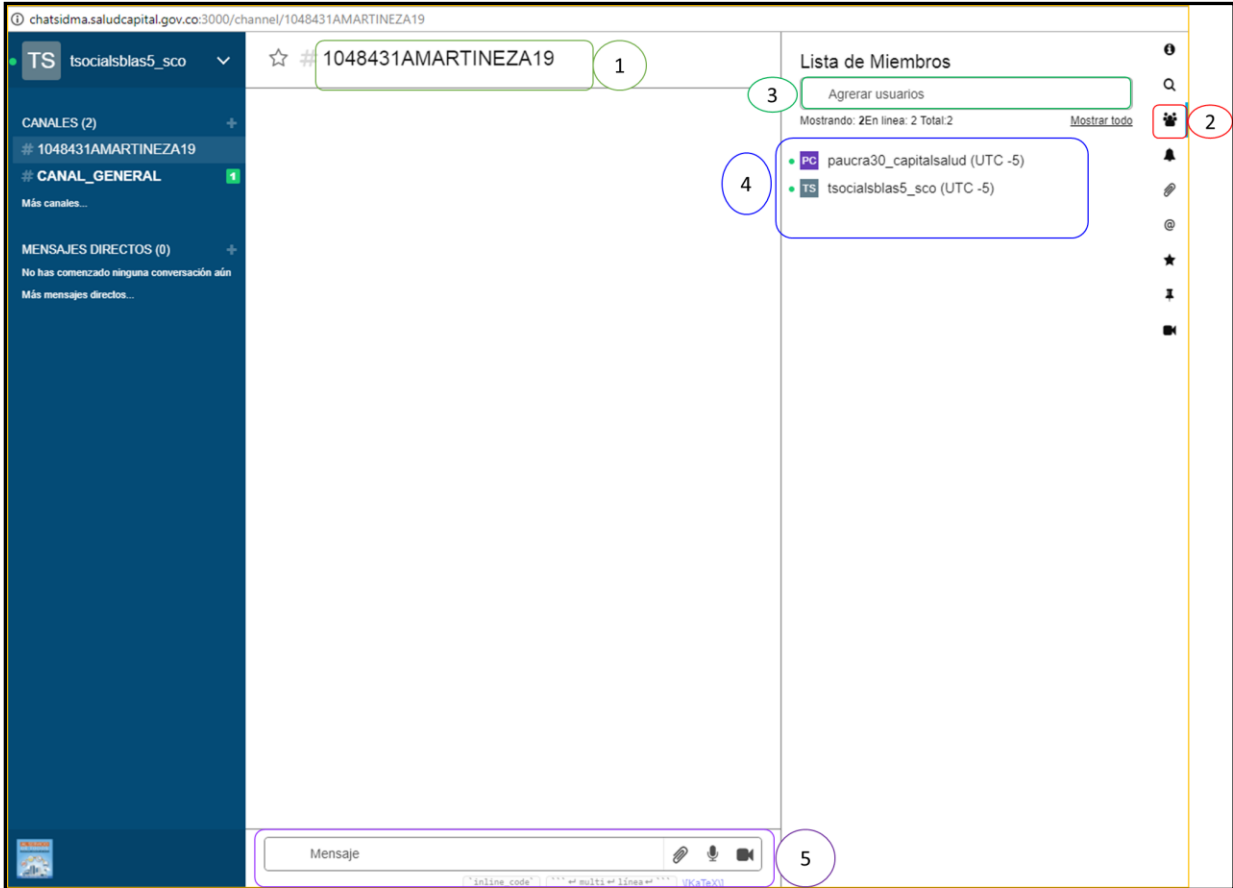 chatsidma.saludcapital.gov.co:3000/channel/1048431AMARTINEZA19
TS tsocialsblas5_sco
CANALES (2) +
# 1048431AMARTINEZA19
# CANAL_GENERAL 1
Más canales...
MENSAJES DIRECTOS (0) +
No has comenzado ninguna conversación aún
Más mensajes directos...
# 1048431AMARTINEZA19
1
Lista de Miembros
3
Agrerar usuarios
Mostrando: 2En linea: 2 Total:2 Mostrar todo
2
4
PC paucra30_capitalsalud (UTC -5)
TS tsocialsblas5_sco (UTC -5)
@
Mensaje
5
`inline_code` ```↵multi↵línea↵``` \(KaTeX\)